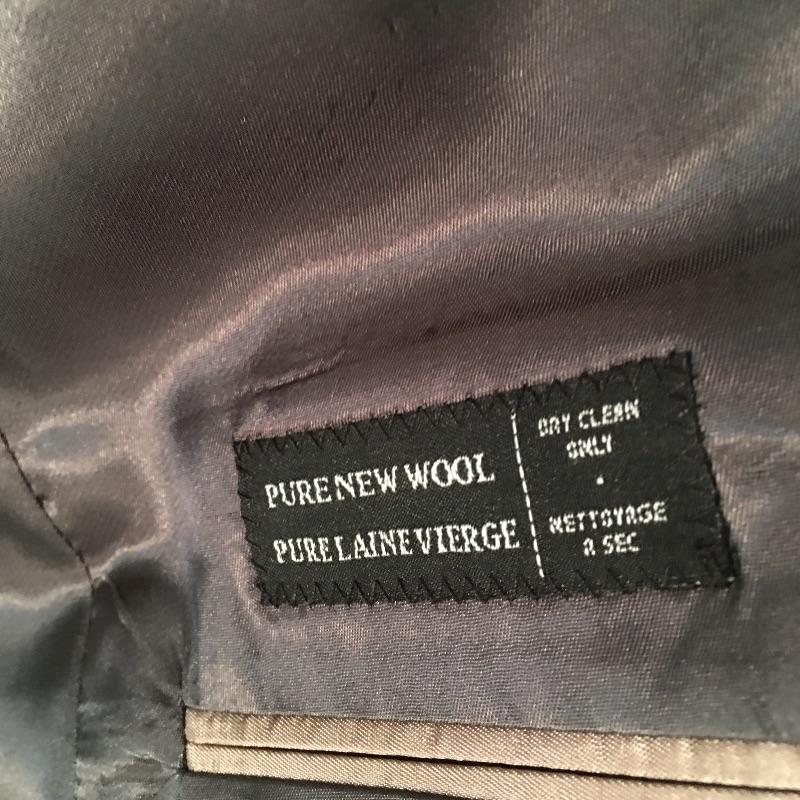 PURE NEW WOOL
PURE LAINE VIERGE
DRY CLEAN
ONLY
NETTOYAGE
A SEC